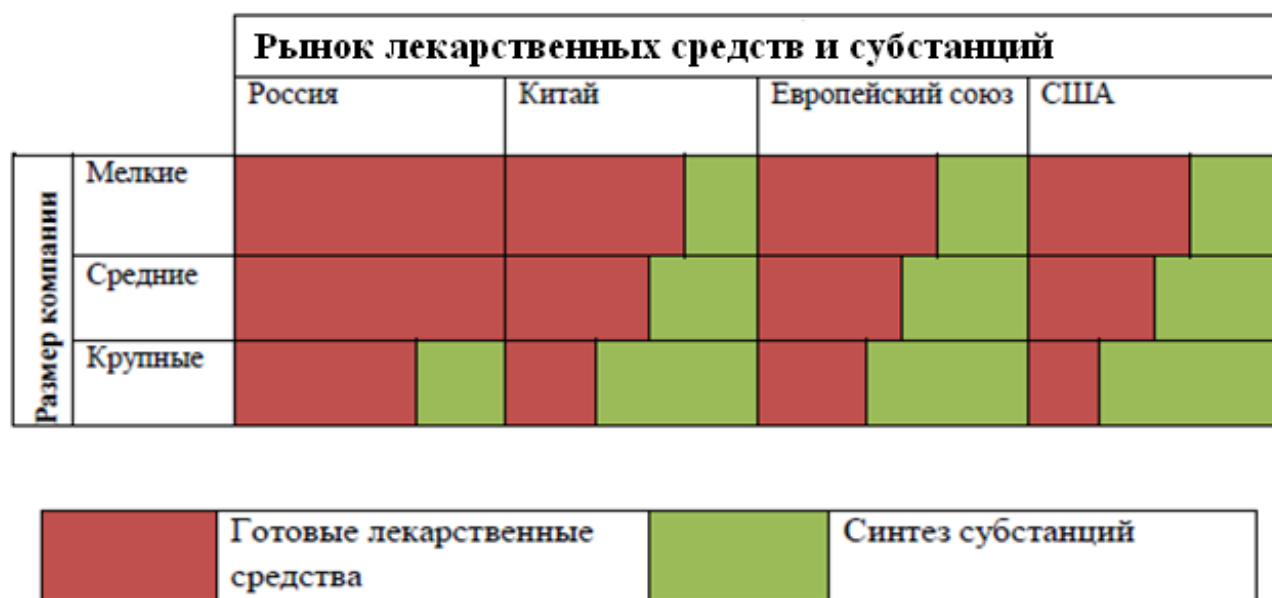 Рынок лекарственных средств и субстанций
Россия
Китай
Европейский союз
США
Размер компании
Мелкие
Средние
Крупные
Готовые лекарственные
средства
Синтез субстанций